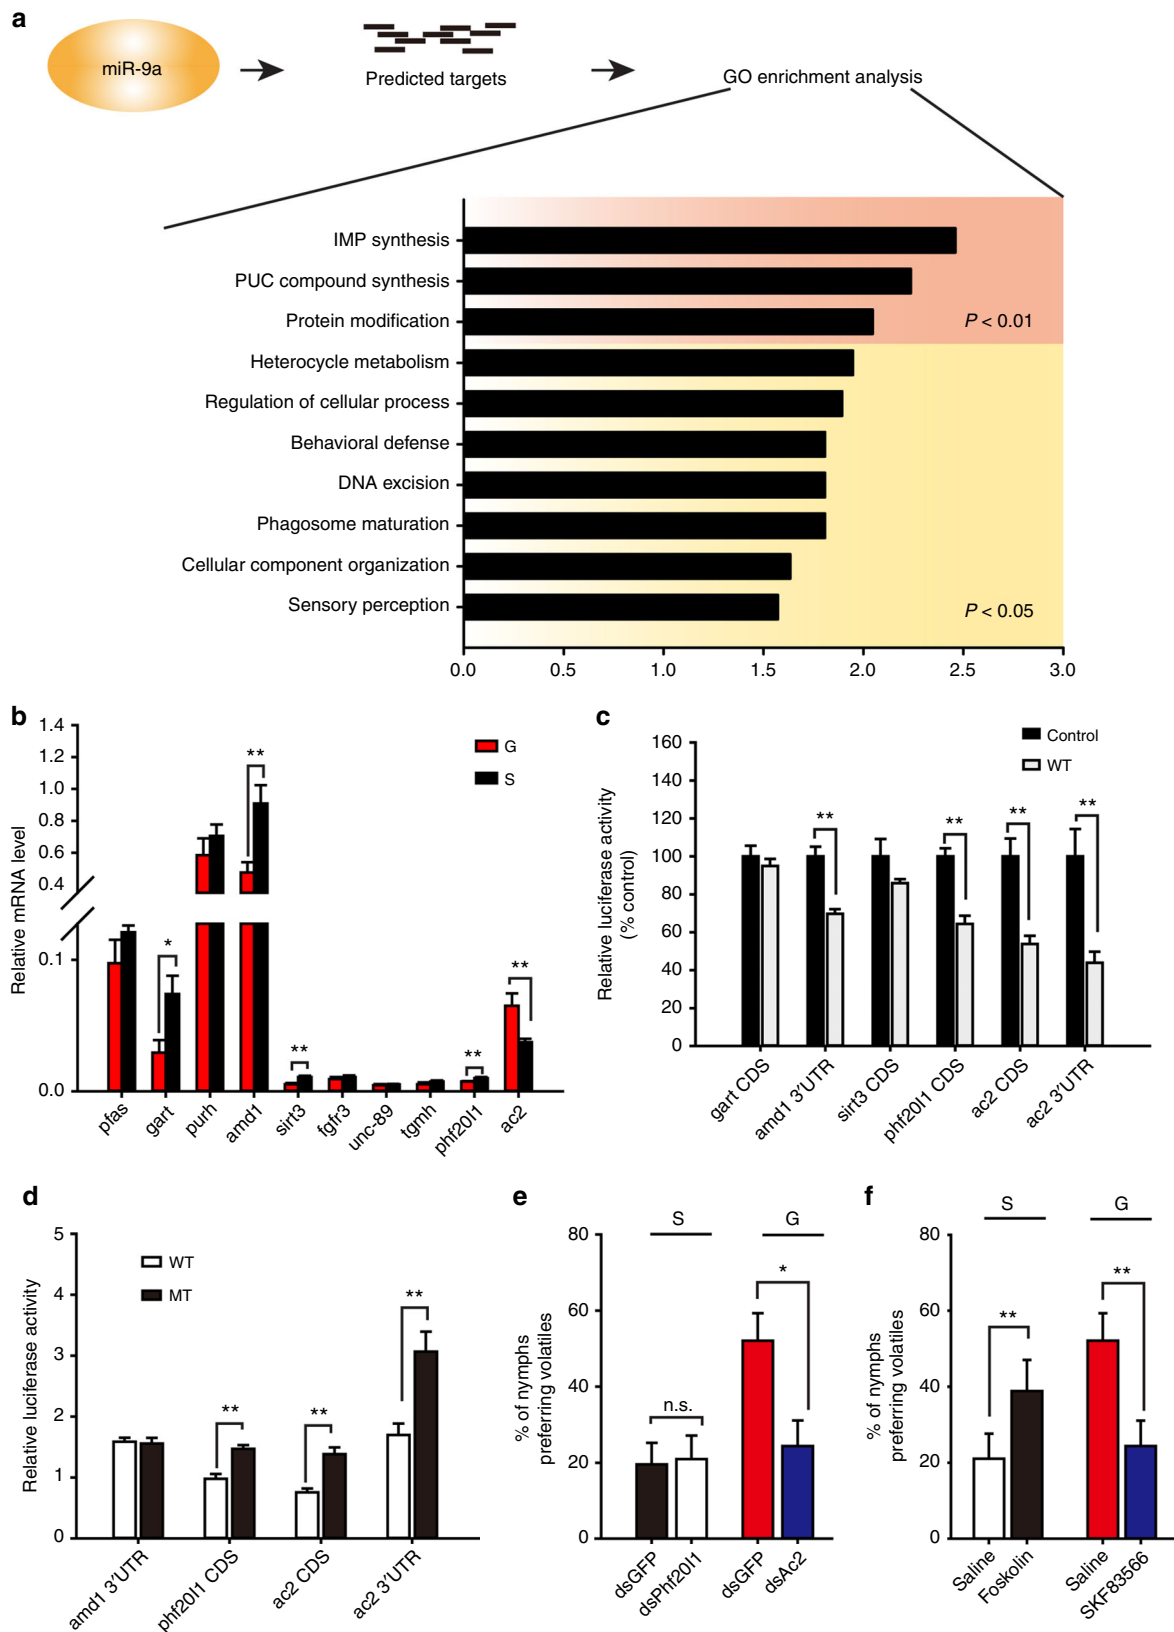 a
miR-9a
Predicted targets
GO enrichment analysis
IMP synthesis
PUC compound synthesis
Protein modification
Heterocycle metabolism
Regulation of cellular process
Behavioral defense
DNA excision
Phagosome maturation
Cellular component organization
Sensory perception
P < 0.01
P < 0.05
0.0 0.5 1.0 1.5 2.0 2.5 3.0
b
Relative mRNA level
1.4
1.2
1.0
0.8
0.6
0.4
0.1
0.0
G
S
*
**
**
**
**
pfas gart purh amd1 sirt3 fgfr3 unc-89 tgmh phf20l1 ac2
c
Relative luciferase activity
(% control)
160
140
120
100
80
60
40
20
0
Control
WT
** ** ** **
gart CDS amd1 3′UTR sirt3 CDS phf20l1 CDS ac2 CDS ac2 3′UTR
d
Relative luciferase activity
5
4
3
2
1
0
WT
MT
** ** **
amd1 3′UTR phf20l1 CDS ac2 CDS ac2 3′UTR
e
% of nymphs
preferring volatiles
80
60
40
20
0
S G
n.s. *
dsGFP dsPhf20l1 dsGFP dsAc2
f
% of nymphs
preferring volatiles
80
60
40
20
0
S G
** **
Saline Foskolin Saline SKF83566